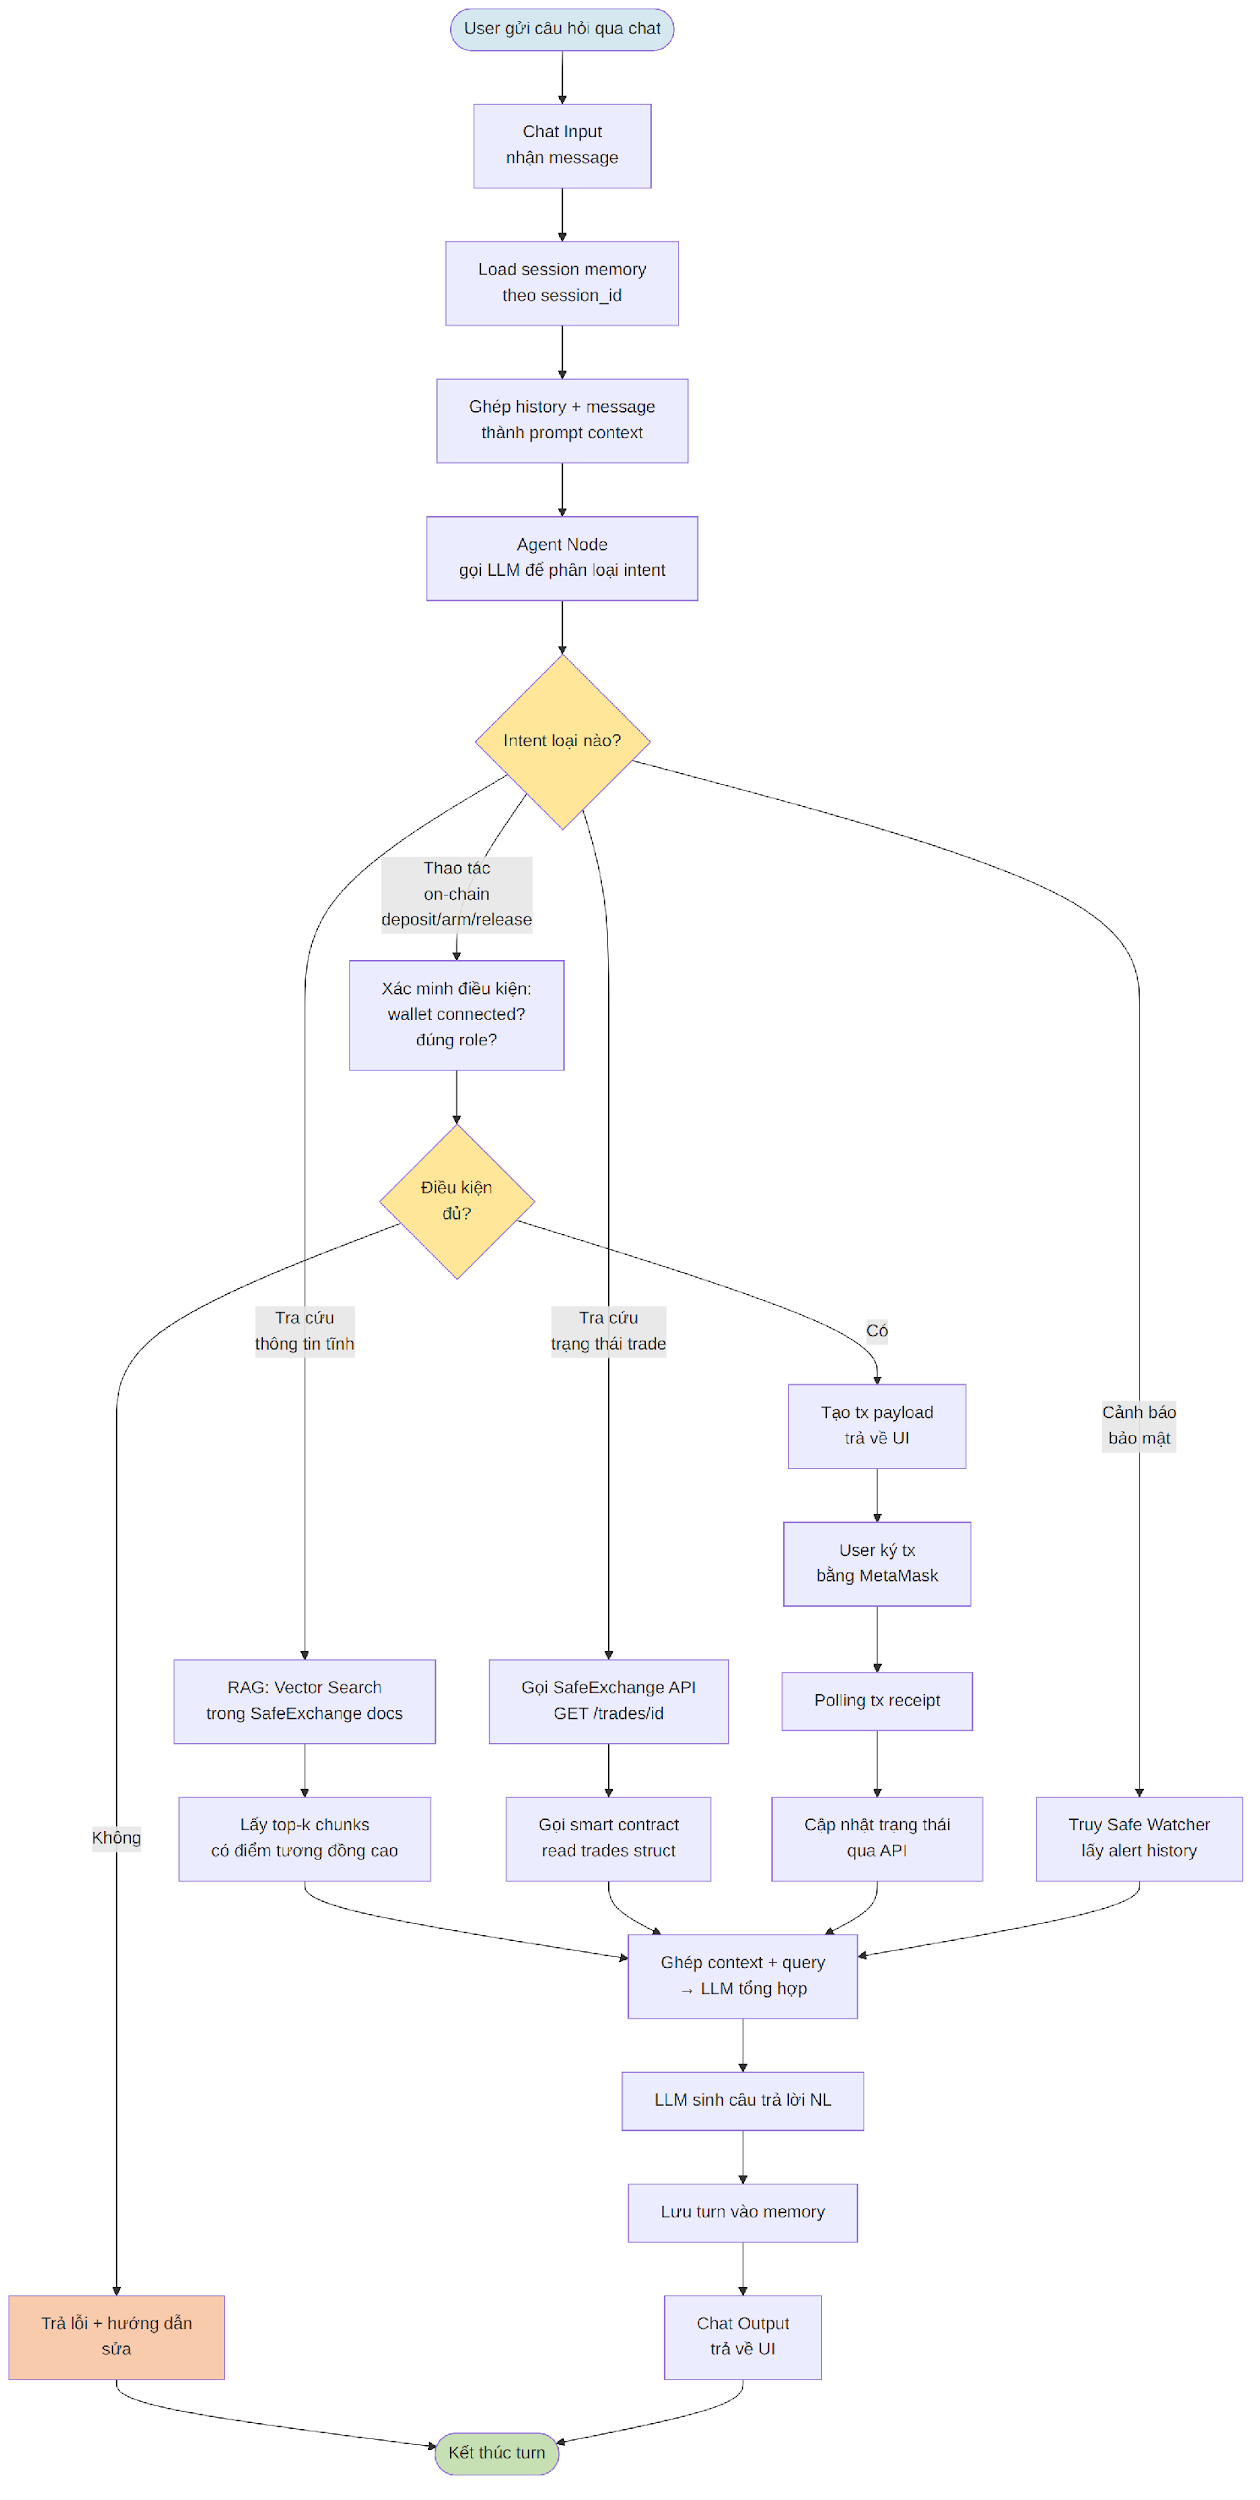 User gửi câu hỏi qua chat
Chat Input
nhận message
Load session memory
theo session_id
Ghép history + message
thành prompt context
Agent Node
gọi LLM để phân loại intent
Intent loại nào?
Thao tác
on-chain
deposit/arm/release
Xác minh điều kiện:
wallet connected?
đúng role?
Điều kiện
đủ?
Tra cứu
thông tin tĩnh
Tra cứu
trạng thái trade
Có
Tạo tx payload
trả về UI
Cảnh báo
bảo mật
User ký tx
bằng MetaMask
RAG: Vector Search
trong SafeExchange docs
Gọi SafeExchange API
GET /trades/id
Polling tx receipt
Không
Lấy top-k chunks
có điểm tương đồng cao
Gọi smart contract
read trades struct
Cập nhật trạng thái
qua API
Truy Safe Watcher
lấy alert history
Ghép context + query
→ LLM tổng hợp
LLM sinh câu trả lời NL
Lưu turn vào memory
Trả lỗi + hướng dẫn
sửa
Chat Output
trả về UI
Kết thúc turn